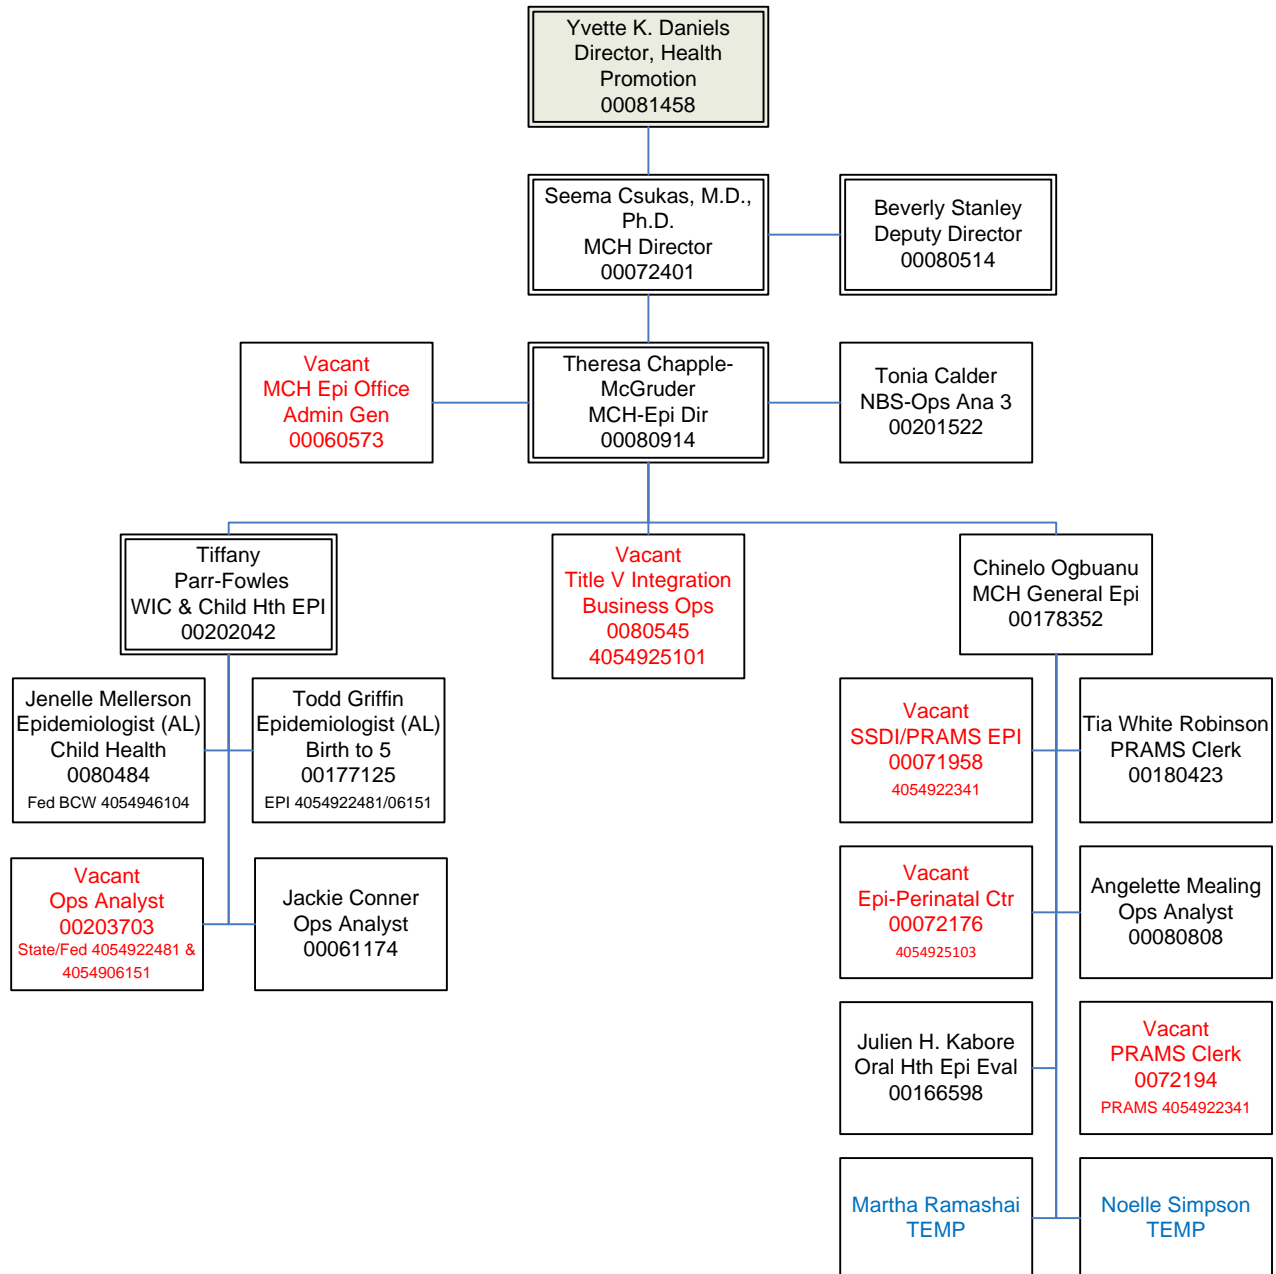 Yvette K. Daniels
Director, Health
Promotion
00081458
Seema Csukas, M.D.,
Ph.D.
MCH Director
00072401
Beverly Stanley
Deputy Director
00080514
Vacant
MCH Epi Office
Admin Gen
00060573
Theresa Chapple-
McGruder
MCH-Epi Dir
00080914
Tonia Calder
NBS-Ops Ana 3
00201522
Tiffany
Parr-Fowles
WIC & Child Hth EPI
00202042
Vacant
Title V Integration
Business Ops
0080545
4054925101
Chinelo Ogbuanu
MCH General Epi
00178352
Jenelle Mellerson
Epidemiologist (AL)
Child Health
0080484
Fed BCW 4054946104
Todd Griffin
Epidemiologist (AL)
Birth to 5
00177125
EPI 4054922481/06151
Vacant
SSDI/PRAMS EPI
00071958
4054922341
Tia White Robinson
PRAMS Clerk
00180423
Vacant
Ops Analyst
00203703
State/Fed 4054922481 &
4054906151
Jackie Conner
Ops Analyst
00061174
Vacant
Epi-Perinatal Ctr
00072176
4054925103
Angelette Mealing
Ops Analyst
00080808
Julien H. Kabore
Oral Hth Epi Eval
00166598
Vacant
PRAMS Clerk
0072194
PRAMS 4054922341
Martha Ramashai
TEMP
Noelle Simpson
TEMP